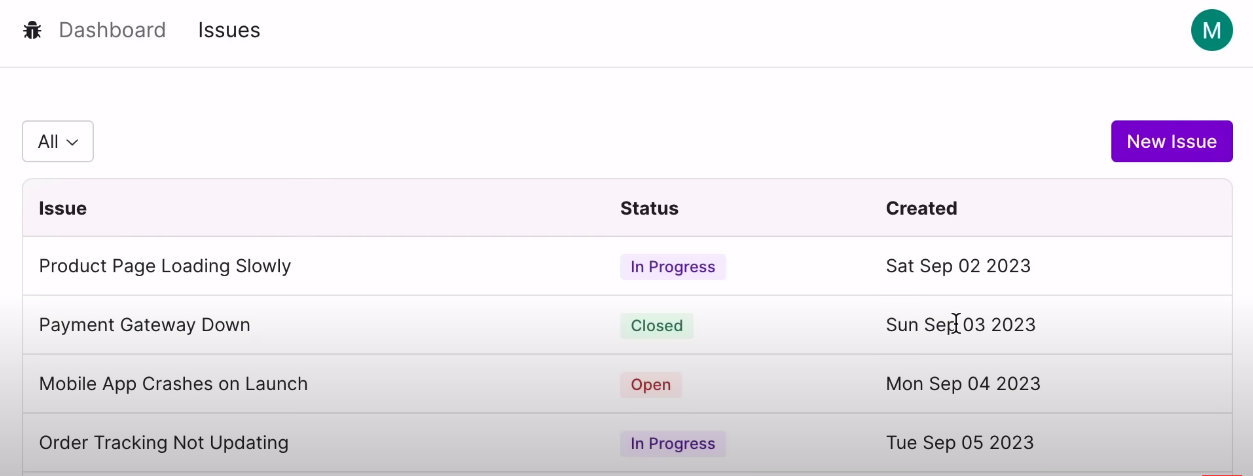 Dashboard Issues M
All New Issue
Issue Status Created
Product Page Loading Slowly In Progress Sat Sep 02 2023
Payment Gateway Down Closed Sun Sep 03 2023
Mobile App Crashes on Launch Open Mon Sep 04 2023
Order Tracking Not Updating In Progress Tue Sep 05 2023